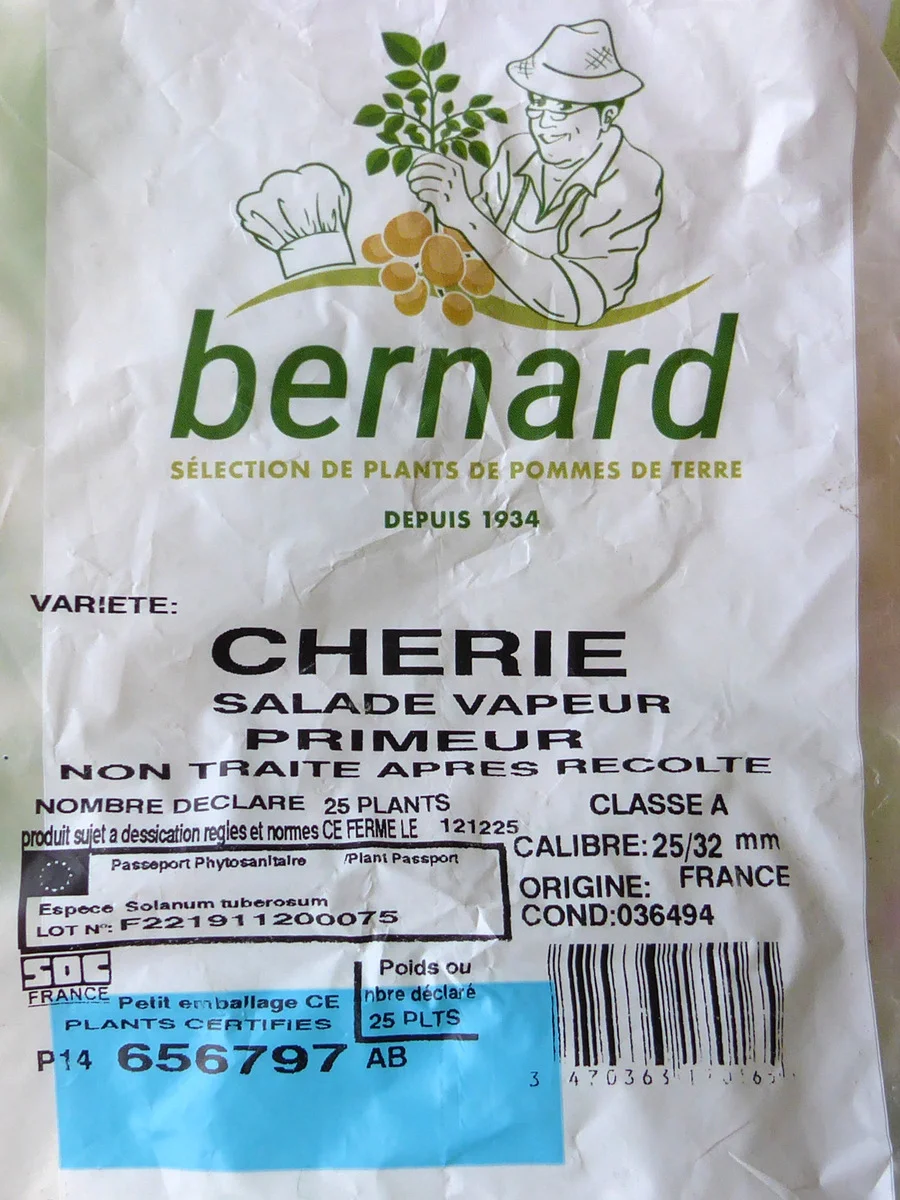 bernard
SÉLECTION DE PLANTS DE POMMES DE TERRE
DEPUIS 1934
VARIETE:
CHERIE
SALADE VAPEUR
PRIMEUR
NON TRAITE APRES RECOLTE
NOMBRE DECLARE 25 PLANTS
CLASSE A
produit sujet a dessication regles et normes CE FERME LE 121225
CALIBRE: 25/32 mm
Passeport Phytosanitaire /Plant Passport
ORIGINE: FRANCE
Espece Solanum tuberosum
COND:036494
LOT N°: F221911200075
SOC
FRANCE
Poids ou
nbre déclaré
25 PLTS
Petit emballage CE
PLANTS CERTIFIES
P14 656797 AB